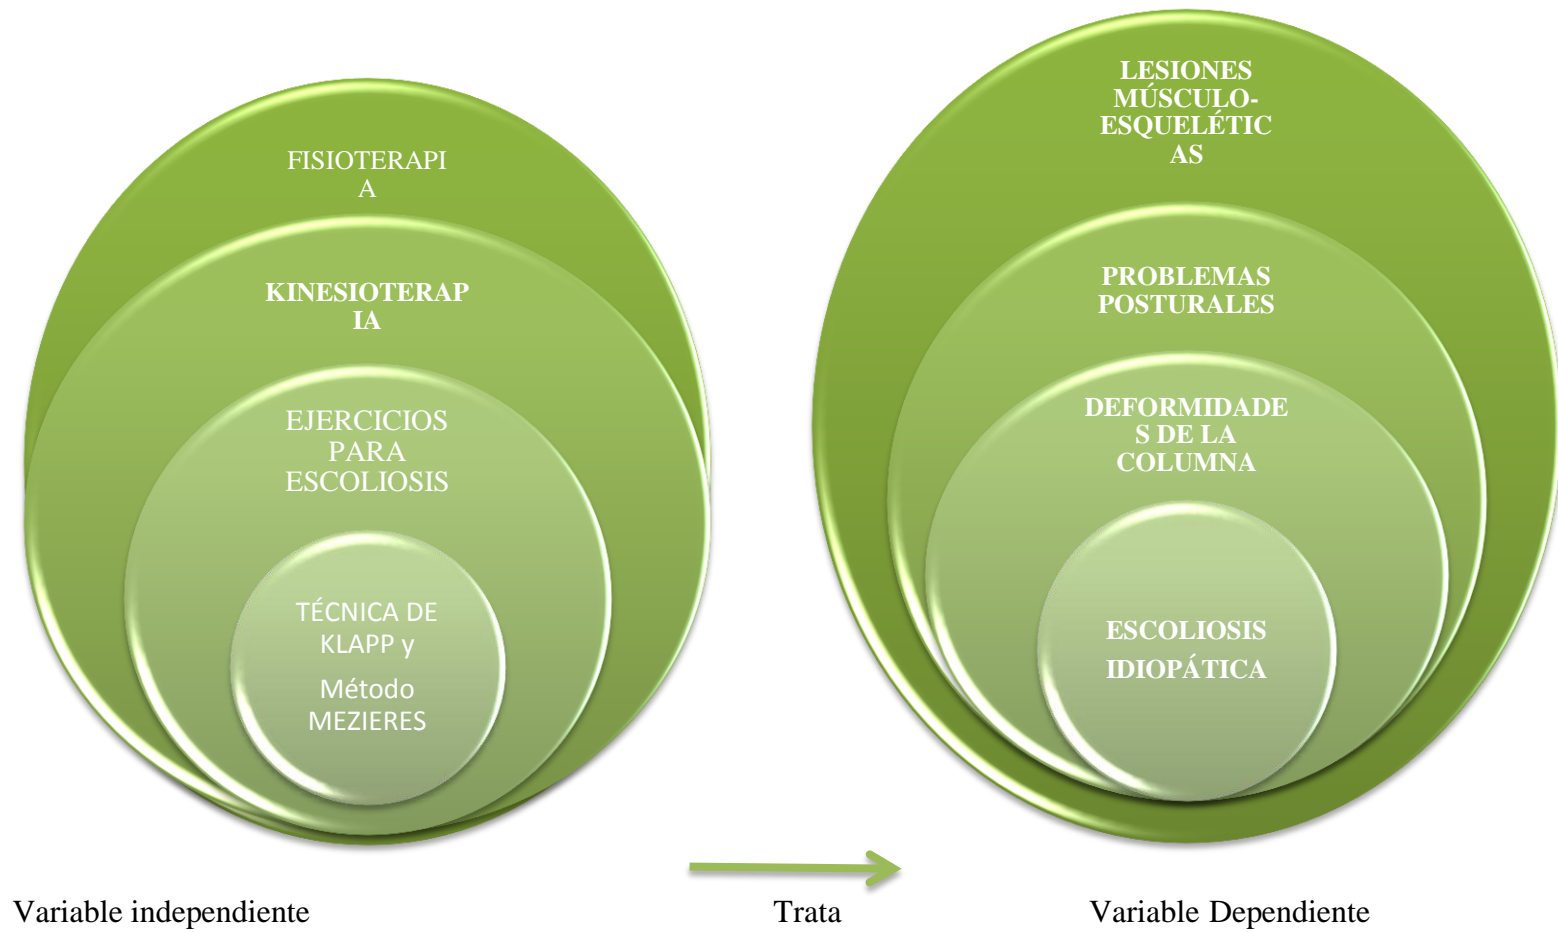 FISIOTERAPI
A
KINESIOTERAP
IA
EJERCICIOS
PARA
ESCOLIOSIS
TÉCNICA DE
KLAPP y
Método
MEZIERES
LESIONES
MÚSCULO-
ESQUELÉTIC
AS
PROBLEMAS
POSTURALES
DEFORMIDADE
S DE LA
COLUMNA
ESCOLIOSIS
IDIOPÁTICA
Variable independiente
Trata
Variable Dependiente